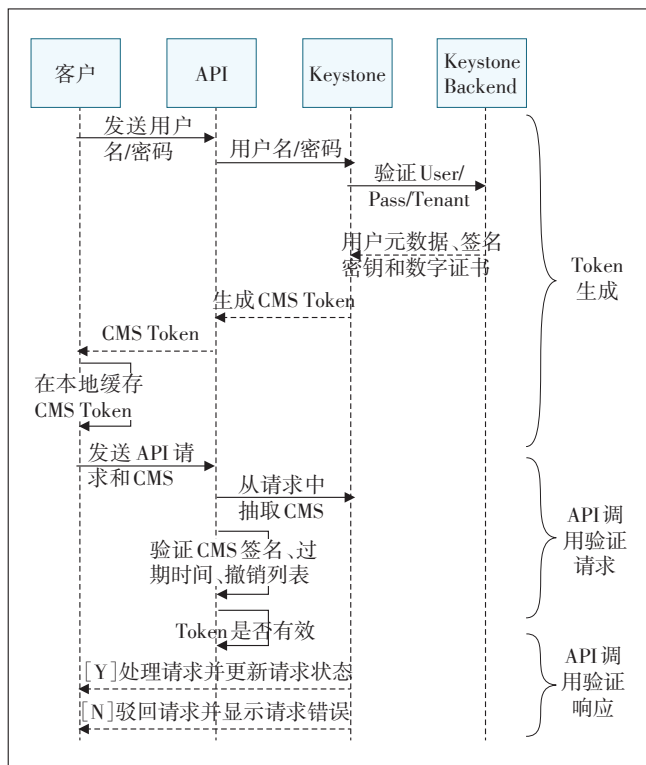 客户
API
Keystone
Keystone
Backend
发送用户
名/密码
用户名/密码
验证User/
Pass/Tenant
用户元数据、签名
密钥和数字证书
生成CMS Token
CMS Token
在本地缓存
CMS Token
Token
生成
发送 API 请
求和CMS
从请求中
抽取CMS
验证CMS签名、过
期时间、撤销列表
API调
用验证
请求
Token是否有效
[Y]处理请求并更新请求状态
[N]驳回请求并显示请求错误
API调
用验证
响应